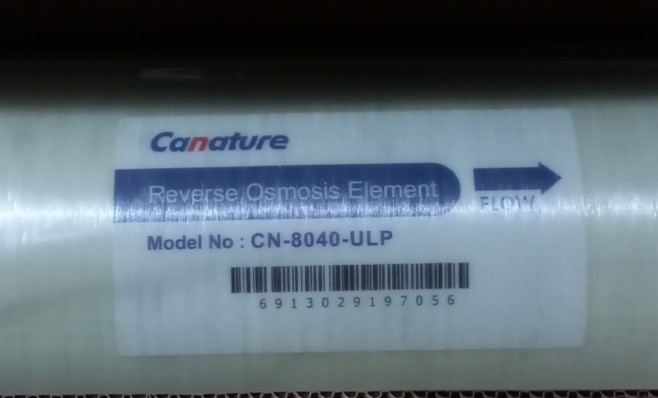 Canature
Reverse Osmosis Element
FLOW
Model No : CN-8040-ULP
6913029197056